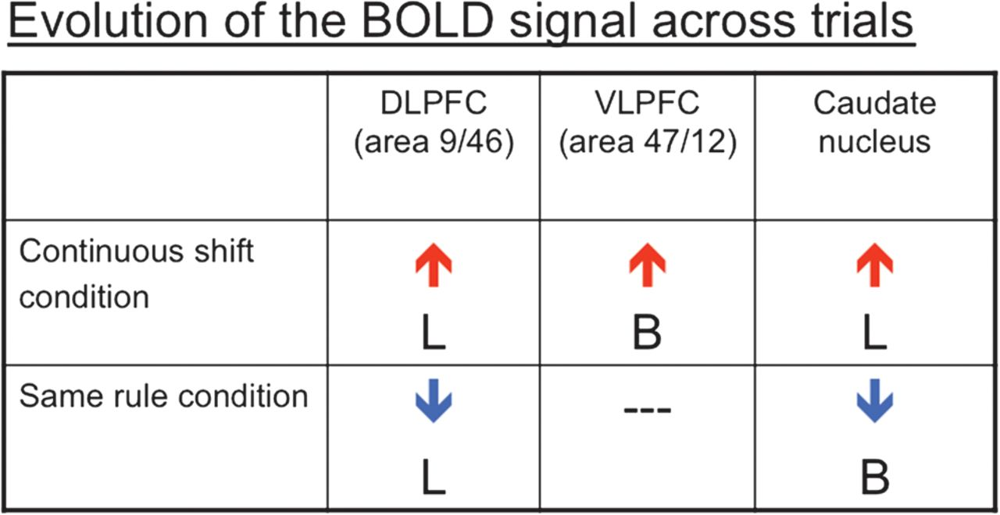 Evolution of the BOLD signal across trials
DLPFC
(area 9/46)
VLPFC
(area 47/12)
Caudate
nucleus
Continuous shift
condition
L
B
L
Same rule condition
---
L
B